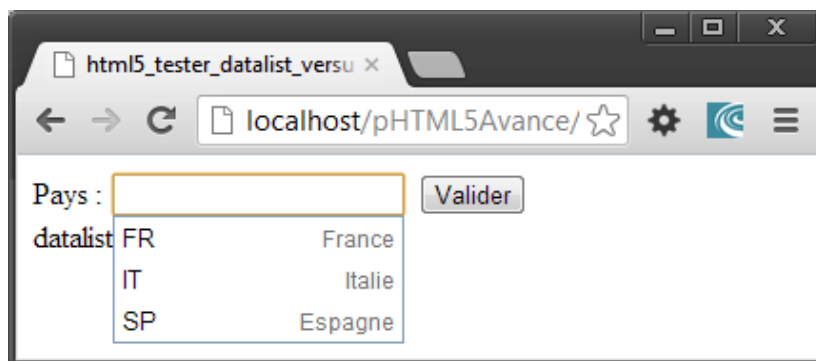 html5_tester_datalist_versu
localhost/pHTML5Avance/
Pays : Valider
datalist FR France
IT Italie
SP Espagne